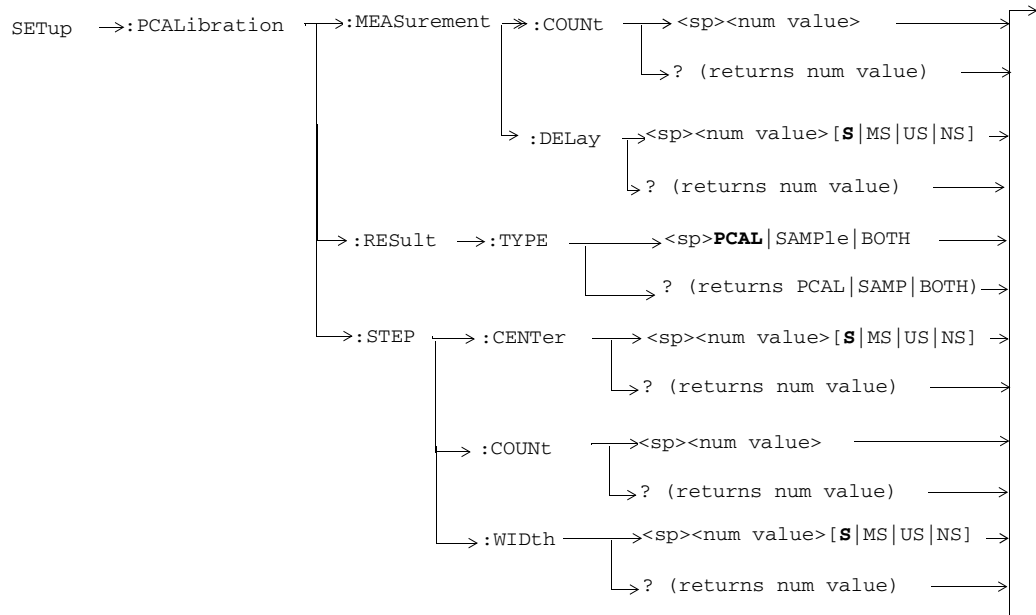 SETup :PCALibration :MEASurement :COUNt <sp><num value>
? (returns num value)
:DELay <sp><num value>[S|MS|US|NS]
? (returns num value)
:RESult :TYPE <sp>PCAL|SAMPle|BOTH
? (returns PCAL|SAMP|BOTH)
:STEP :CENTer <sp><num value>[S|MS|US|NS]
? (returns num value)
:COUNt <sp><num value>
? (returns num value)
:WIDth <sp><num value>[S|MS|US|NS]
? (returns num value)